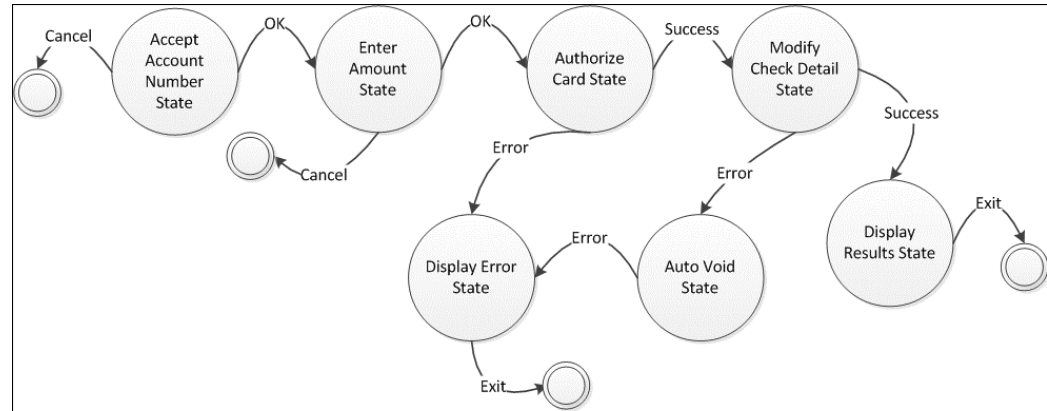 Cancel
Accept
Account
Number
State
OK
Enter
Amount
State
OK
Authorize
Card State
Success
Modify
Check Detail
State
Success
Cancel
Error
Error
Display
Results State
Exit
Display Error
State
Error
Auto Void
State
Exit